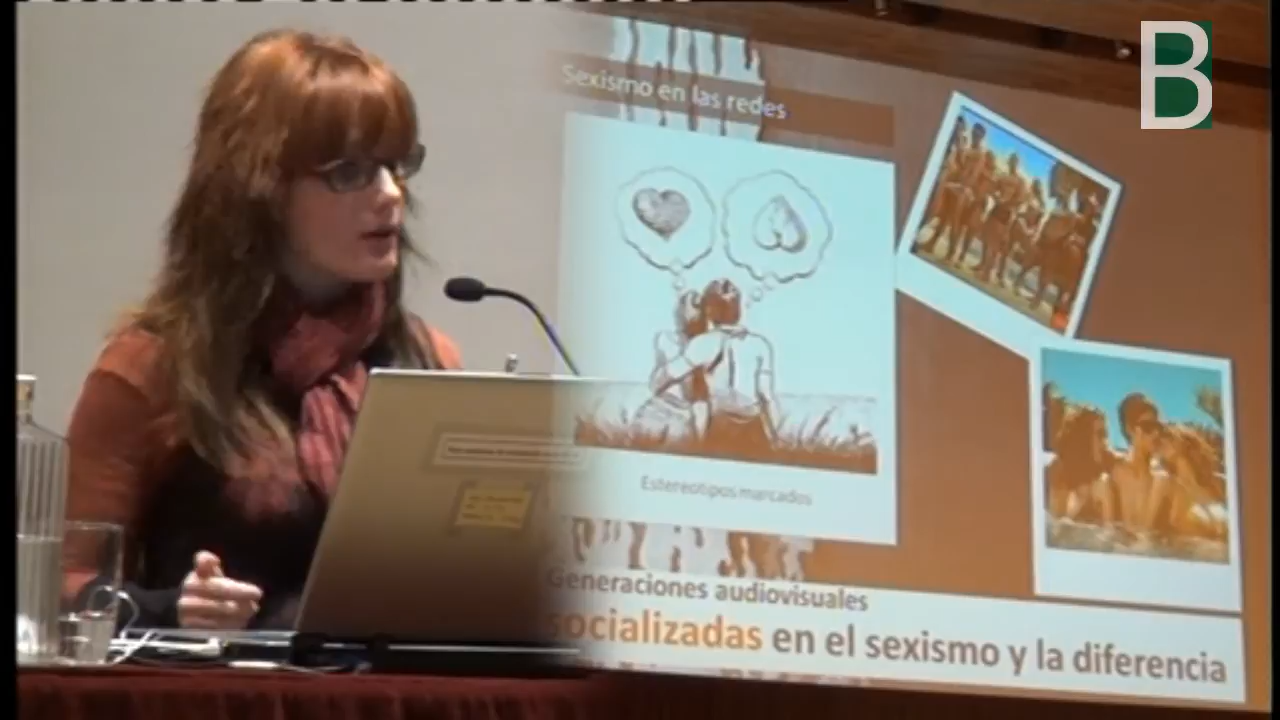 B
Sexismo en las redes
Estereotipos marcados
Generaciones audiovisuales
socializadas en el sexismo y la diferencia